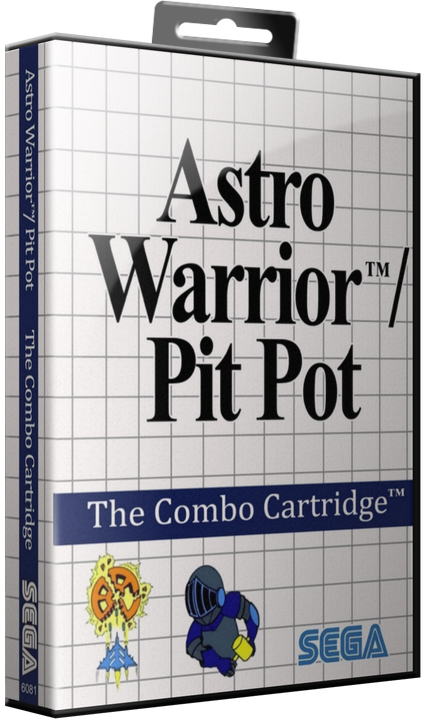 Astro
Warrior™/
Pit Pot
The Combo Cartridge™
SEGA
Astro Warrior™/ Pit Pot
The Combo Cartridge
SEGA
6081